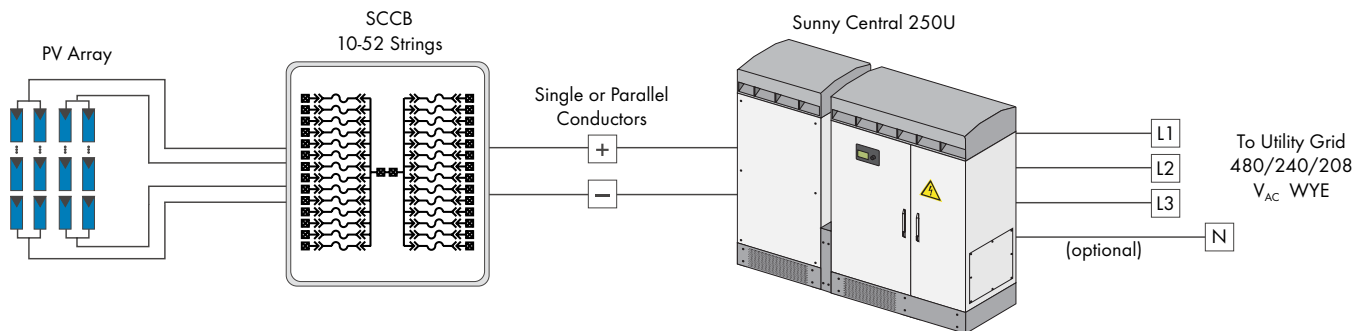 PV Array
SCCB
10-52 Strings
Single or Parallel
Conductors
+
−
Sunny Central 250U
L1
L2
L3
N
(optional)
To Utility Grid
480/240/208
VAC WYE